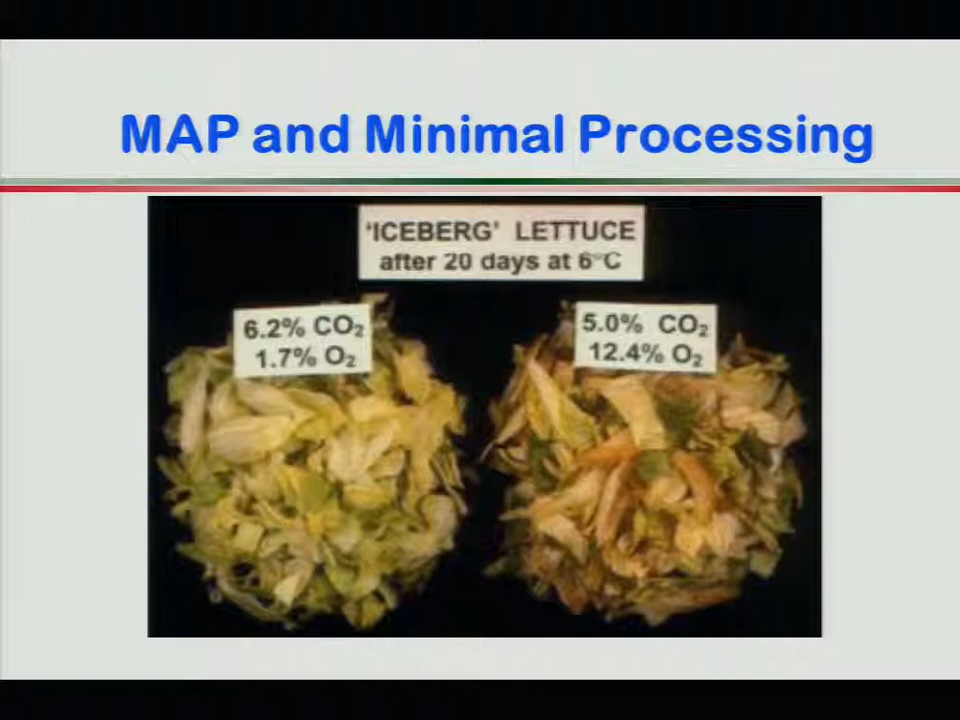 MAP and Minimal Processing
‘ICEBERG’ LETTUCE
after 20 days at 6°C
6.2% CO₂
1.7% O₂
5.0% CO₂
12.4% O₂